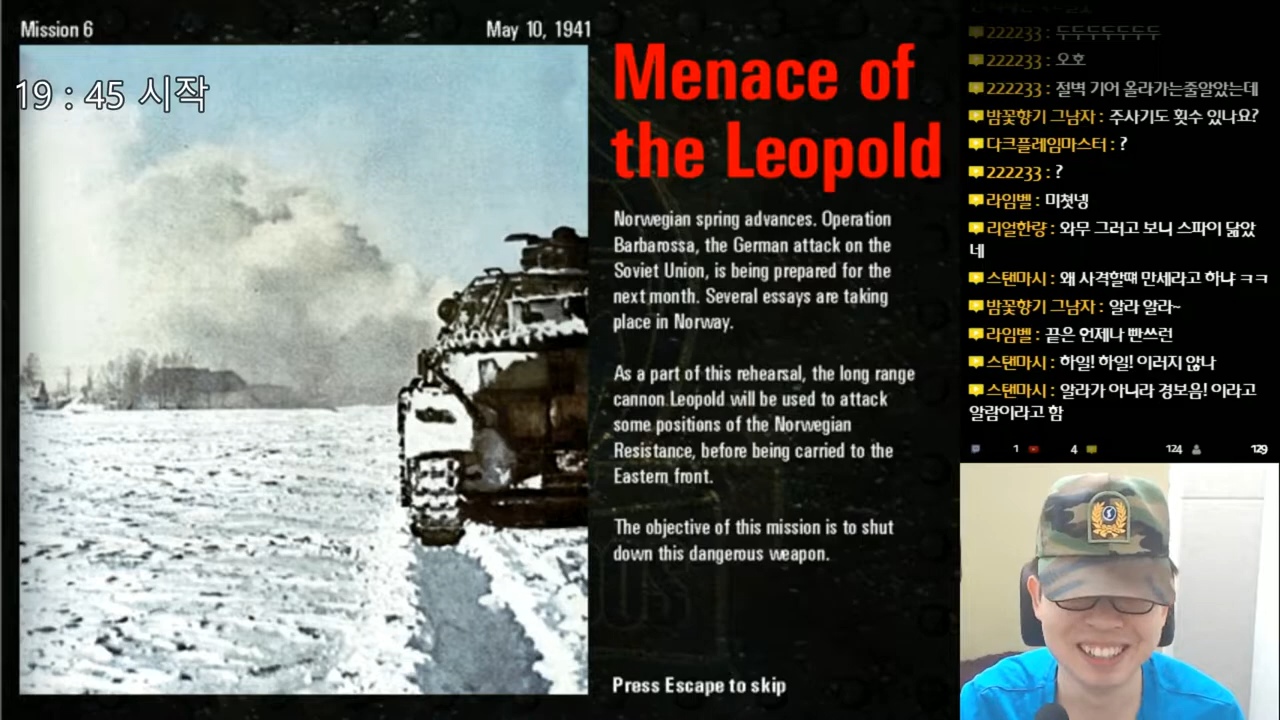 Mission 6
May 10, 1941
19 : 45 시작
Menace of
the Leopold
Norwegian spring advances. Operation
Barbarossa, the German attack on the
Soviet Union, is being prepared for the
next month. Several essays are taking
place in Norway.
As a part of this rehearsal, the long range
cannon Leopold will be used to attack
some positions of the Norwegian
Resistance, before being carried to the
Eastern front.
The objective of this mission is to shut
down this dangerous weapon.
Press Escape to skip
222233 : 두두두두두두두
222233 : 오호
222233 : 절벽 기어 올라가는줄알았는데
밤꽃향기 그남자 : 주사기도 횟수 있나요?
다크플레임마스터 : ?
222233 : ?
라임벨 : 미쳣넹
리얼한량 : 와무 그러고 보니 스파이 닮았
네
스탠마시 : 왜 사격할때 만세라고 하냐 ㅋㅋ
밤꽃향기 그남자 : 알라 알라~
라임벨 : 끝은 언제나 빤쓰런
스탠마시 : 하일! 하일! 이러지 않나
스탠마시 : 알라가 아니라 경보음! 이라고
알람이라고 함
1 4 124 129